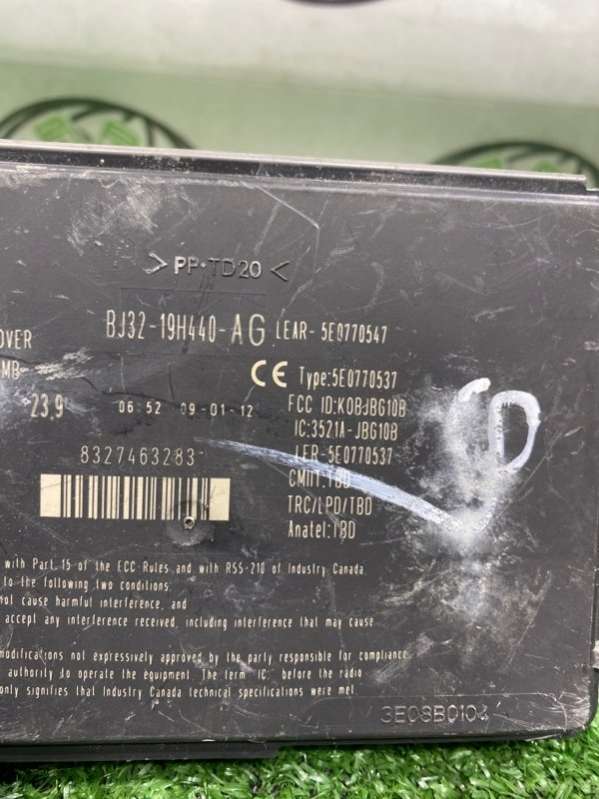 >PP-TD20<
BJ32-19H440-AG LEAR-5E0770547
OVER
MB
Type:5E0770537
23,9
06:52 09-01-12
FCC ID:KOBJBG10B
IC:3521A-JBG10B
8327463283
LER-5E0770537
CMIIT:TBD
TRC/LPD/TBD
Anatel:TBD
with Part 15 of the FCC Rules and with RSS-210 of Industry Canada.
to the following two conditions:
not cause harmful interference, and
accept any interference received, including interference that may cause
modifications not expressively approved by the party responsible for compliance
authority to operate the equipment. The term "IC:" before the radio
only signifies that Industry Canada technical specifications were met.
3E08B0104